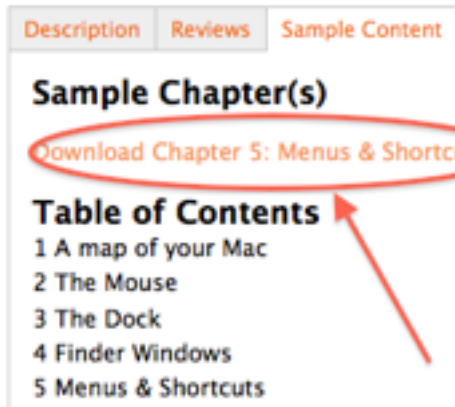 Description Reviews Sample Content
Sample Chapter(s)
Download Chapter 5: Menus & Shortc
Table of Contents
1 A map of your Mac
2 The Mouse
3 The Dock
4 Finder Windows
5 Menus & Shortcuts